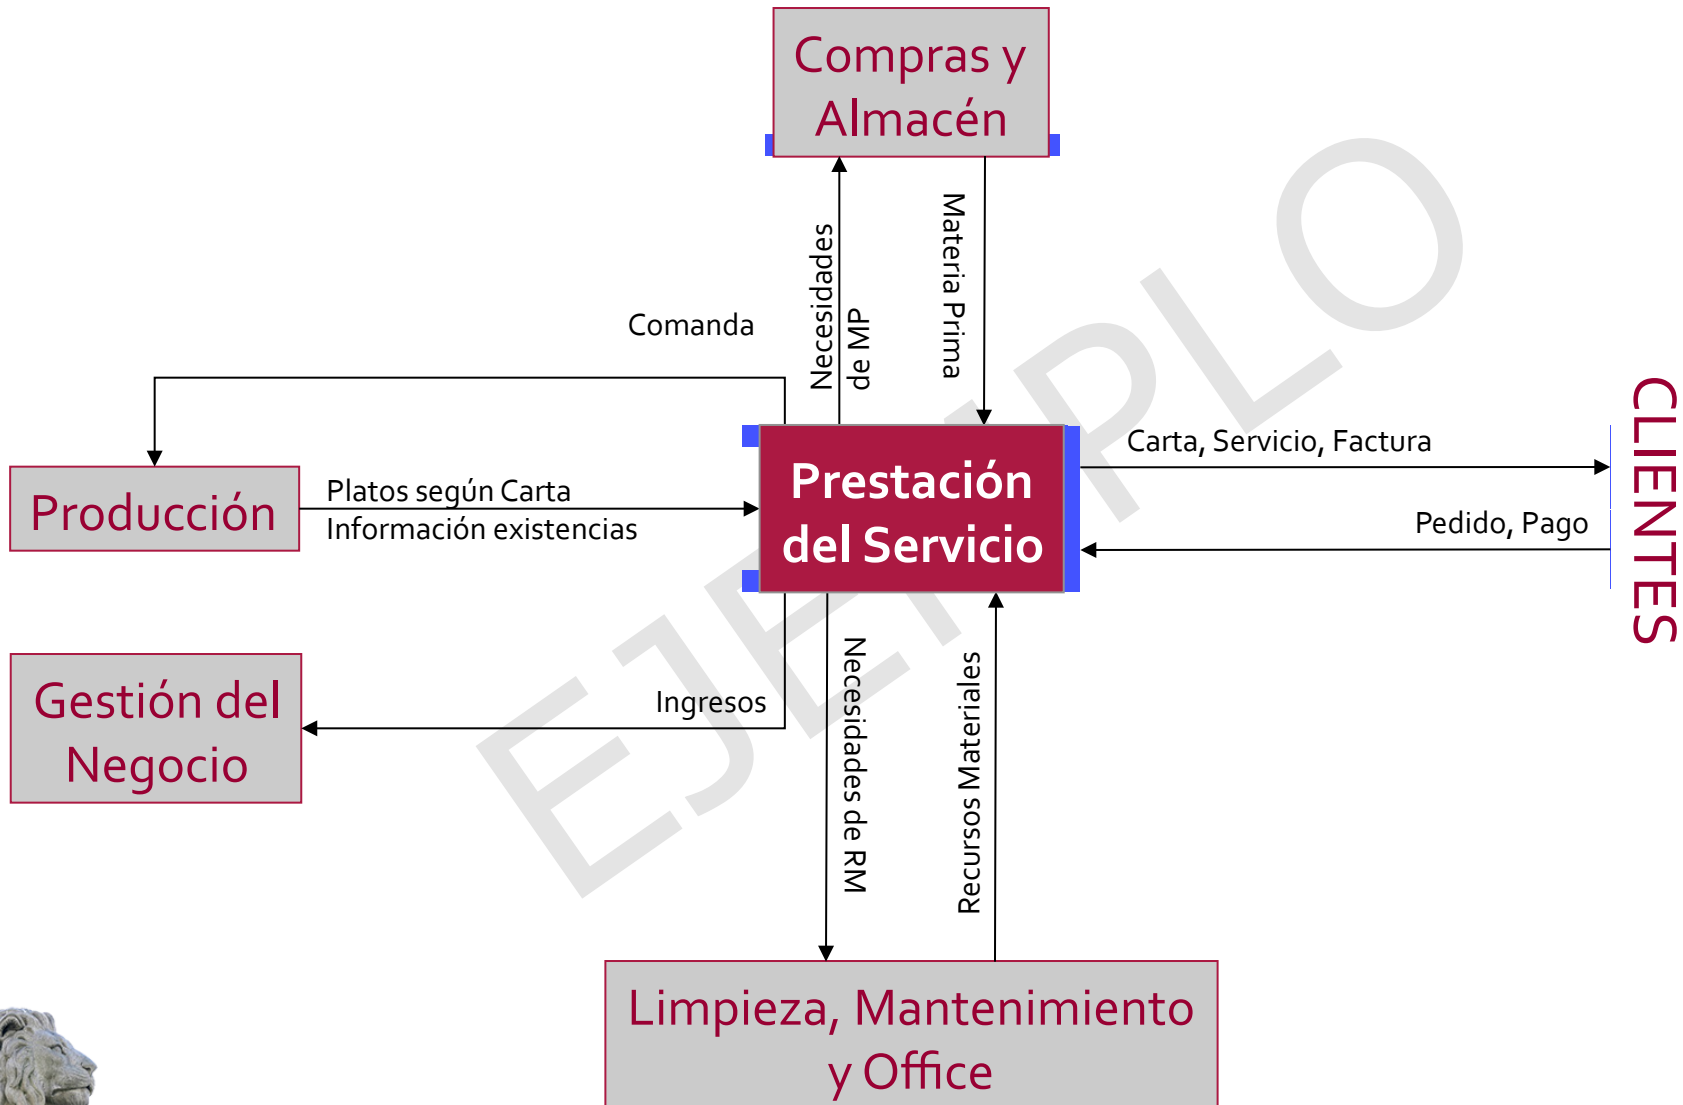 Compras y
Almacén
Necesidades
de MP
Materia Prima
Comanda
CLIENTES
Carta, Servicio, Factura
Prestación
del Servicio
Producción
Platos según Carta
Información existencias
Pedido, Pago
EJEMPLO
Gestión del
Negocio
Ingresos
Necesidades de RM
Recursos Materiales
Limpieza, Mantenimiento
y Office